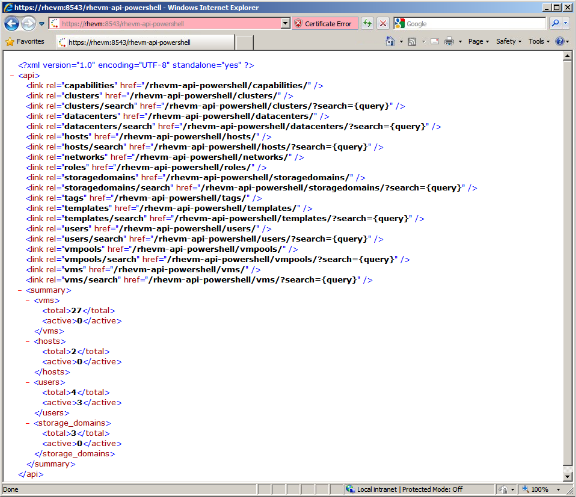 https://rhevm:8543/rhevm-api-powershell - Windows Internet Explorer
https://rhevm:8543/rhevm-api-powershell Certificate Error Google
Favorites https://rhevm:8543/rhevm-api-powershell Page Safety Tools
<?xml version="1.0" encoding="UTF-8" standalone="yes" ?>
- <api>
<link rel="capabilities" href="/rhevm-api-powershell/capabilities/" />
<link rel="clusters" href="/rhevm-api-powershell/clusters/" />
<link rel="clusters/search" href="/rhevm-api-powershell/clusters/?search={query}" />
<link rel="datacenters" href="/rhevm-api-powershell/datacenters/" />
<link rel="datacenters/search" href="/rhevm-api-powershell/datacenters/?search={query}" />
<link rel="hosts" href="/rhevm-api-powershell/hosts/" />
<link rel="hosts/search" href="/rhevm-api-powershell/hosts/?search={query}" />
<link rel="networks" href="/rhevm-api-powershell/networks/" />
<link rel="roles" href="/rhevm-api-powershell/roles/" />
<link rel="storagedomains" href="/rhevm-api-powershell/storagedomains/" />
<link rel="storagedomains/search" href="/rhevm-api-powershell/storagedomains/?search={query}" />
<link rel="tags" href="/rhevm-api-powershell/tags/" />
<link rel="templates" href="/rhevm-api-powershell/templates/" />
<link rel="templates/search" href="/rhevm-api-powershell/templates/?search={query}" />
<link rel="users" href="/rhevm-api-powershell/users/" />
<link rel="users/search" href="/rhevm-api-powershell/users/?search={query}" />
<link rel="vmpools" href="/rhevm-api-powershell/vmpools/" />
<link rel="vmpools/search" href="/rhevm-api-powershell/vmpools/?search={query}" />
<link rel="vms" href="/rhevm-api-powershell/vms/" />
<link rel="vms/search" href="/rhevm-api-powershell/vms/?search={query}" />
- <summary>
- <vms>
<total>27</total>
<active>0</active>
</vms>
- <hosts>
<total>2</total>
<active>0</active>
</hosts>
- <users>
<total>4</total>
<active>3</active>
</users>
- <storage_domains>
<total>3</total>
<active>0</active>
</storage_domains>
</summary>
</api>
Done Local intranet | Protected Mode: Off 100%